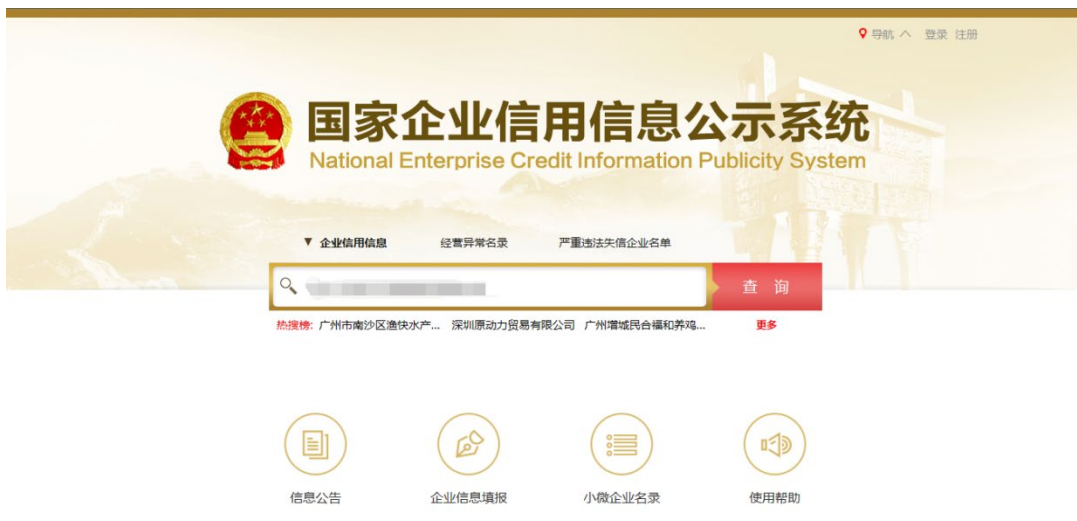 导航 登录 注册
国家企业信用信息公示系统
National Enterprise Credit Information Publicity System
▼ 企业信用信息 经营异常名录 严重违法失信企业名单
查 询
热搜榜: 广州市南沙区渔快水产... 深圳原动力贸易有限公司 广州增城民合福和养鸡... 更多
信息公告 企业信息填报 小微企业名录 使用帮助